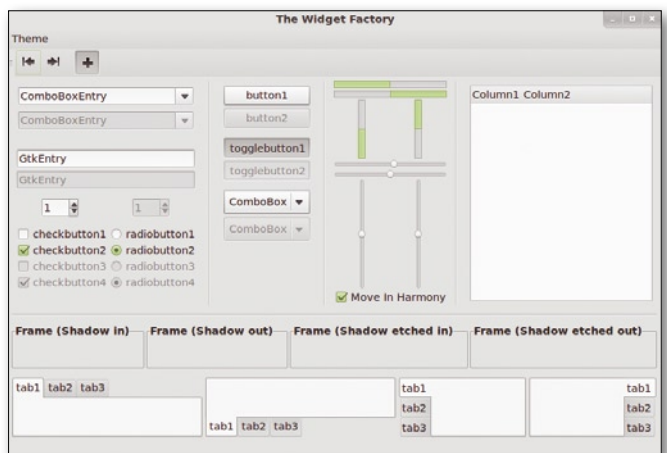 The Widget Factory
Theme
ComboBoxEntry
ComboBoxEntry
GtkEntry
GtkEntry
1
1
checkbutton1
radiobutton1
checkbutton2
radiobutton2
checkbutton3
radiobutton3
checkbutton4
radiobutton4
button1
button2
togglebutton1
togglebutton2
ComboBox
ComboBox
Move In Harmony
Column1 Column2
Frame (Shadow in)
Frame (Shadow out)
Frame (Shadow etched in)
Frame (Shadow etched out)
tab1 tab2 tab3
tab1 tab2 tab3
tab1
tab2
tab3
tab1
tab2
tab3